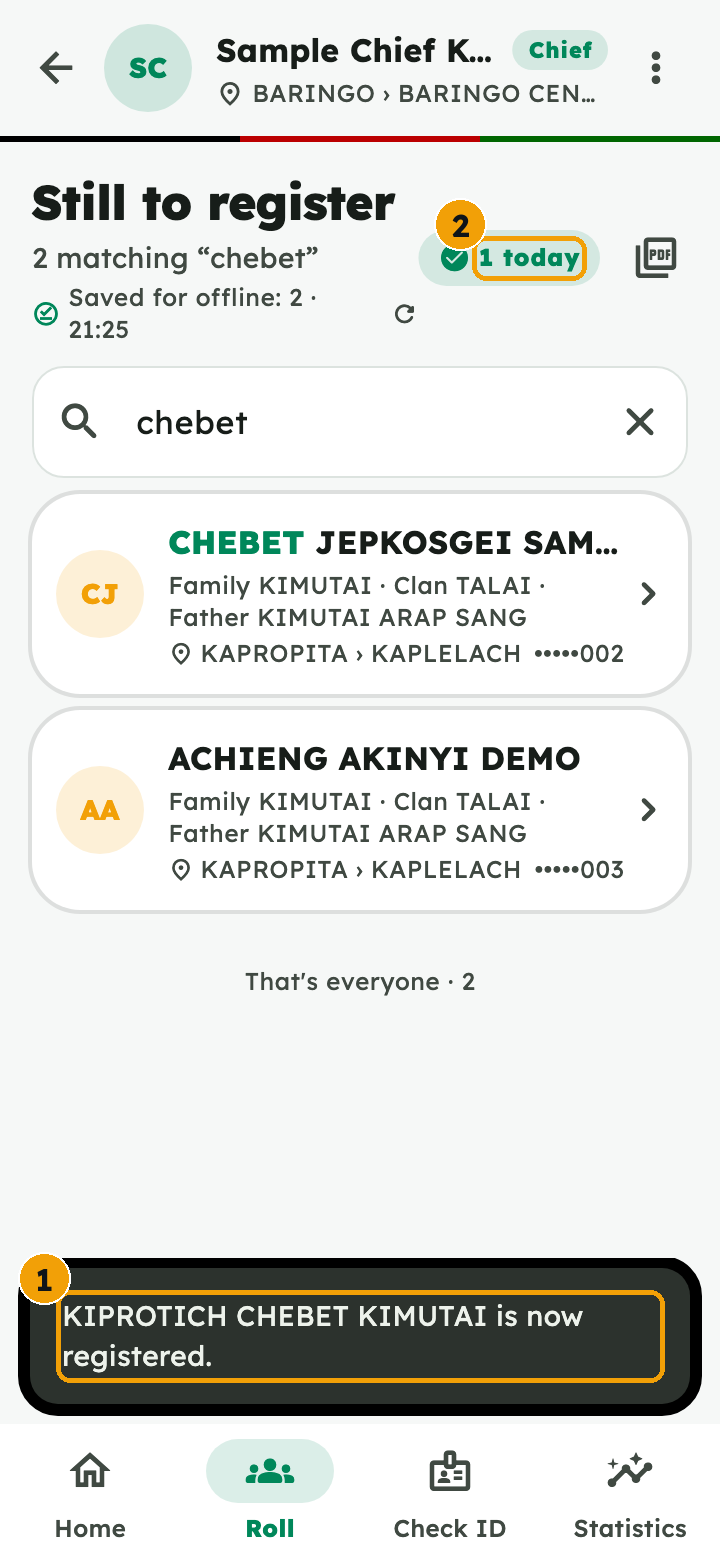 SC
Sample Chief K...
Chief
BARINGO › BARINGO CEN...
Still to register
2
2 matching “chebet”
1 today
PDF
Saved for offline: 2 ·
21:25
chebet
CHEBET JEPKOSGEI SAM...
CJ
Family KIMUTAI · Clan TALAI ·
Father KIMUTAI ARAP SANG
KAPROPITA › KAPLELACH •••••002
ACHIENG AKINYI DEMO
AA
Family KIMUTAI · Clan TALAI ·
Father KIMUTAI ARAP SANG
KAPROPITA › KAPLELACH •••••003
That's everyone · 2
1
KIPROTICH CHEBET KIMUTAI is now
registered.
Home
Roll
Check ID
Statistics